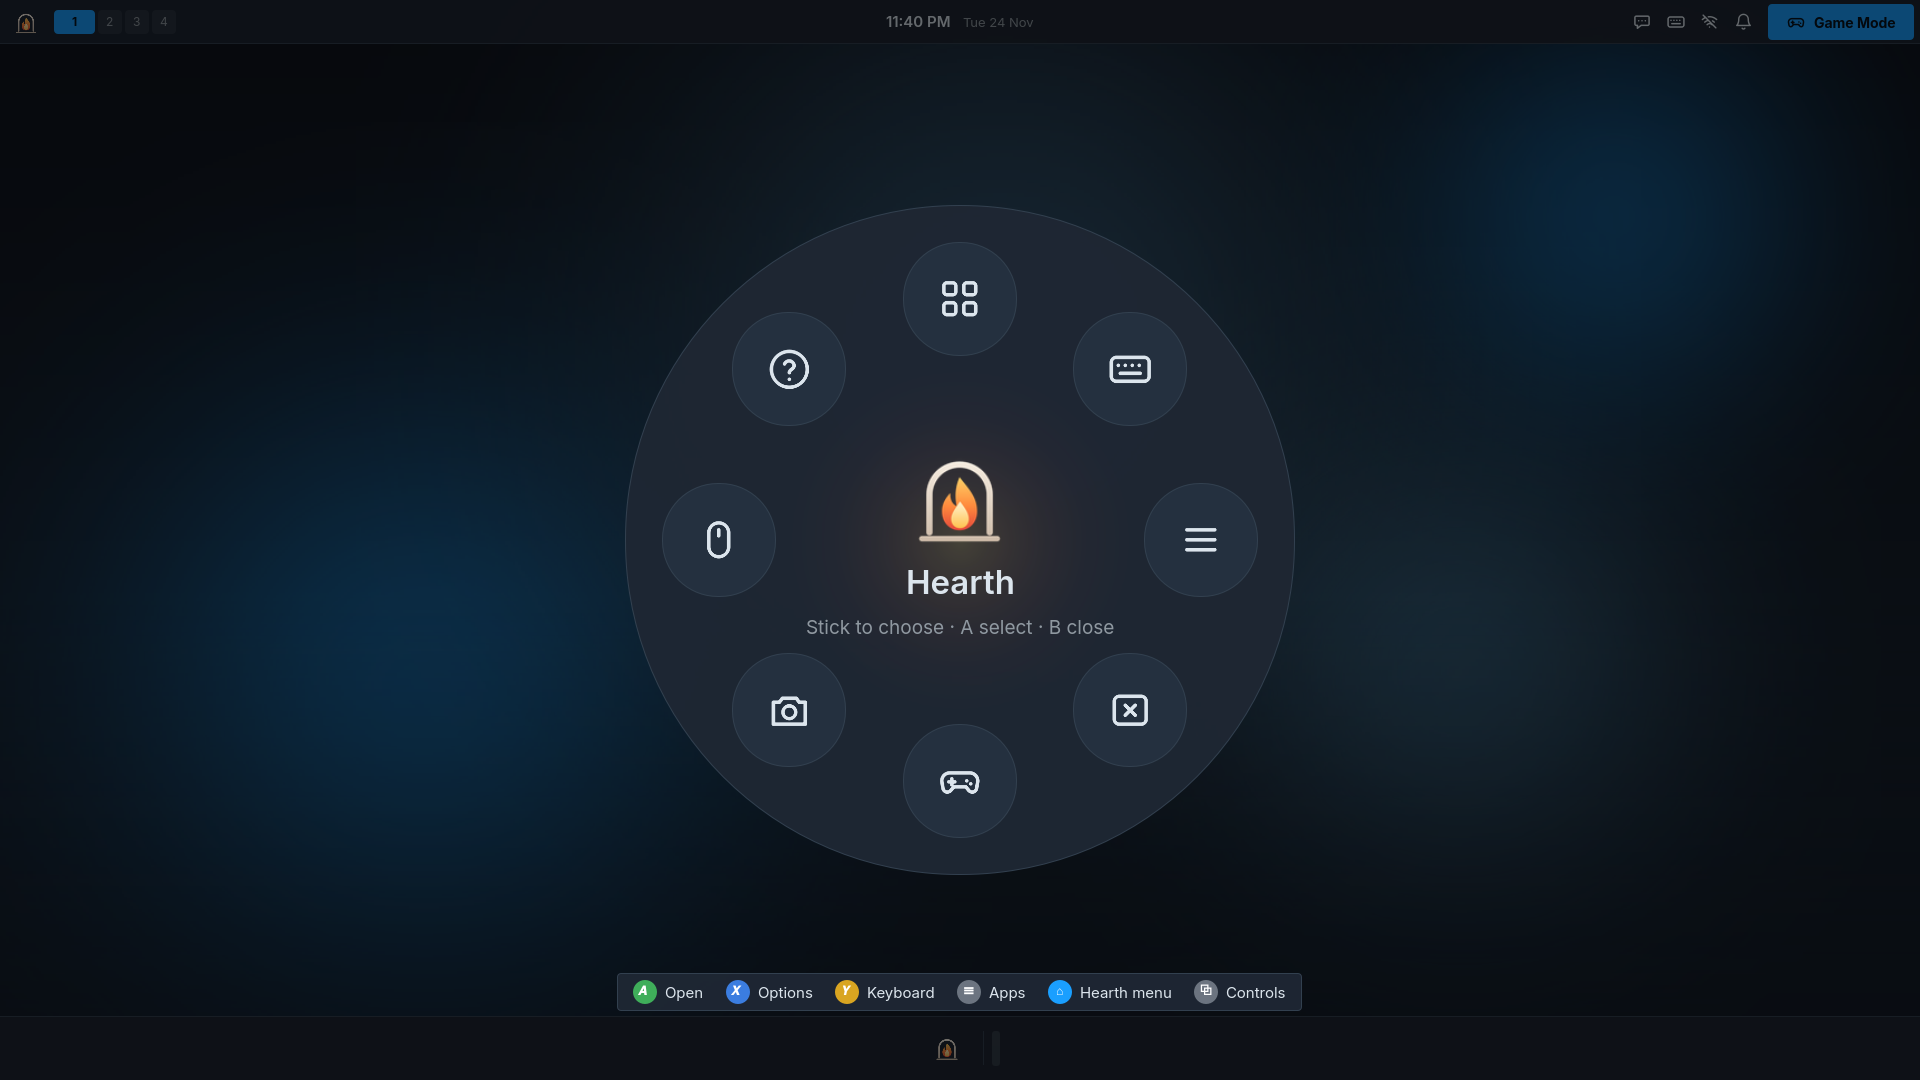 1 2 3 4
11:40 PM Tue 24 Nov
Game Mode
Hearth
Stick to choose · A select · B close
A Open X Options Y Keyboard Apps Hearth menu Controls